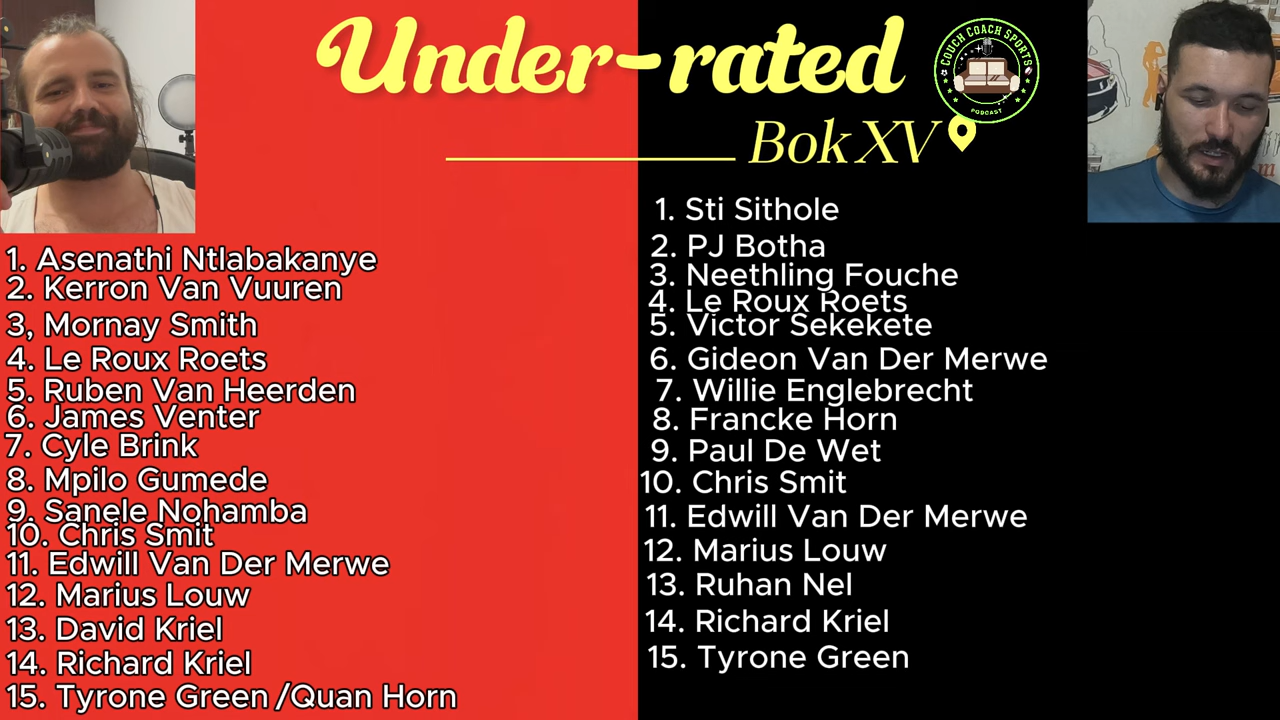 Under-rated
COUCH COACH SPORTS
PODCAST
Bok XV
1. Asenathi Ntlabakanye
2. Kerron Van Vuuren
3, Mornay Smith
4. Le Roux Roets
5. Ruben Van Heerden
6. James Venter
7. Cyle Brink
8. Mpilo Gumede
9. Sanele Nohamba
10. Chris Smit
11. Edwill Van Der Merwe
12. Marius Louw
13. David Kriel
14. Richard Kriel
15. Tyrone Green /Quan Horn
1. Sti Sithole
2. PJ Botha
3. Neethling Fouche
4. Le Roux Roets
5. Victor Sekekete
6. Gideon Van Der Merwe
7. Willie Englebrecht
8. Francke Horn
9. Paul De Wet
10. Chris Smit
11. Edwill Van Der Merwe
12. Marius Louw
13. Ruhan Nel
14. Richard Kriel
15. Tyrone Green